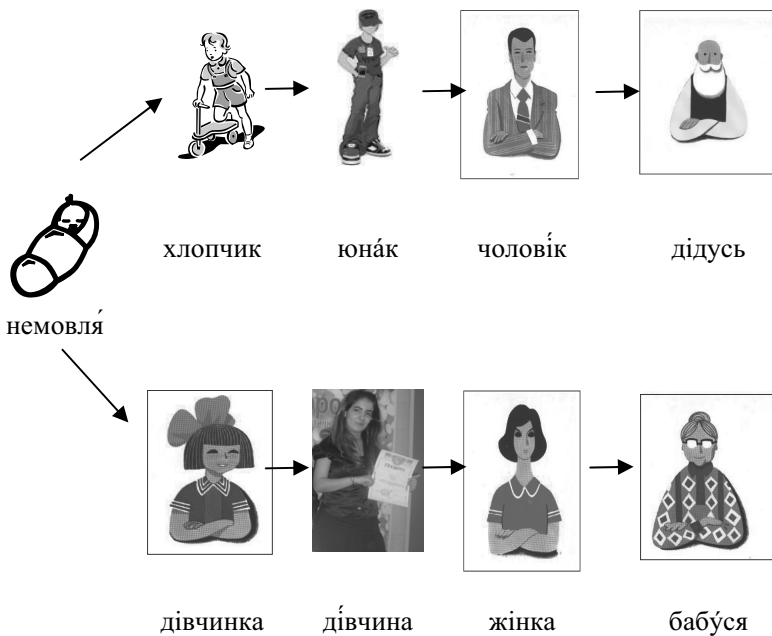 хлопчик юна́к чолові́к дідусь
немовля́
дівчинка ді́вчина жінка бабу́ся